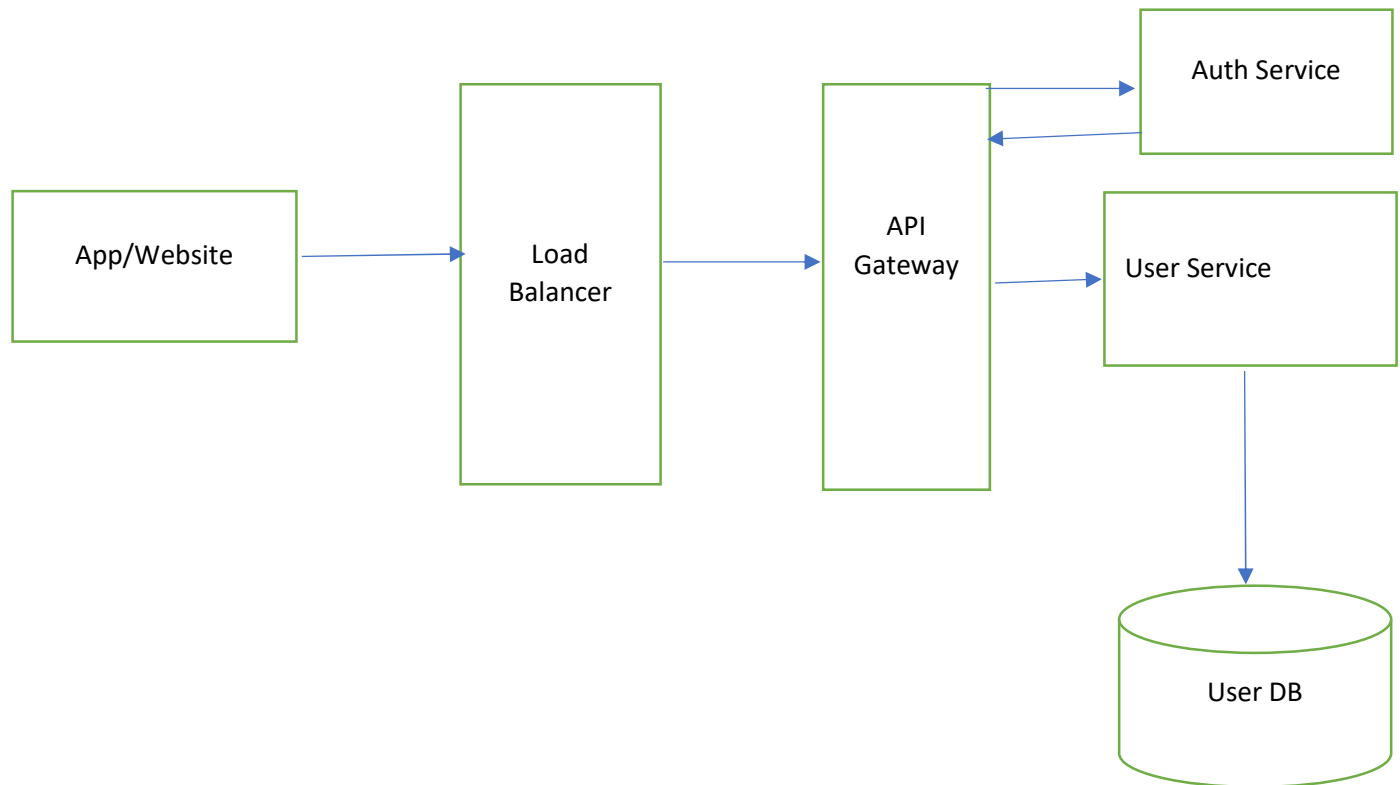 Auth Service
App/Website
Load
Balancer
API
Gateway
User Service
User DB